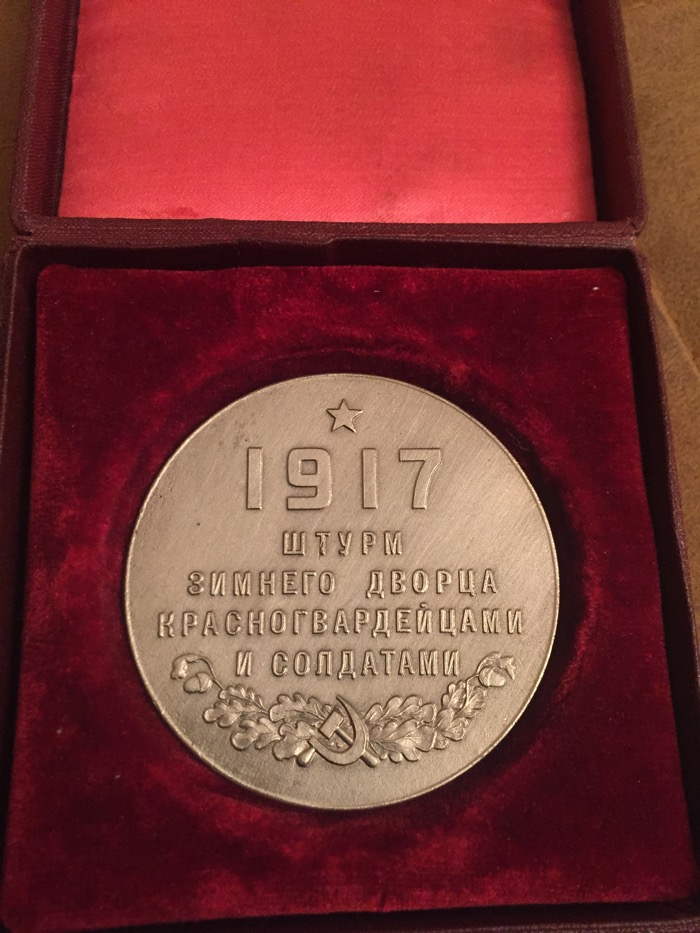 1917
ШТУРМ
ЗИМНЕГО ДВОРЦА
КРАСНОГВАРДЕЙЦАМИ
И СОЛДАТАМИ